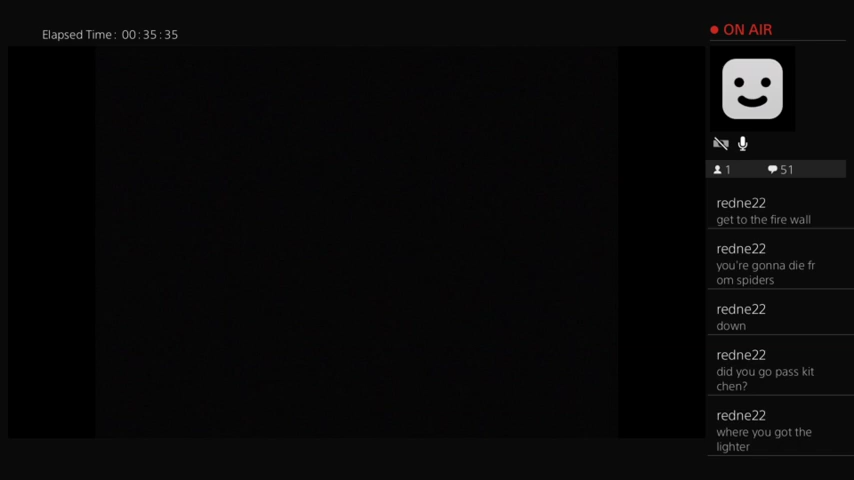 Elapsed Time: 00:35:35
ON AIR
1 51
redne22
get to the fire wall
redne22
you're gonna die fr
om spiders
redne22
down
redne22
did you go pass kit
chen?
redne22
where you got the
lighter